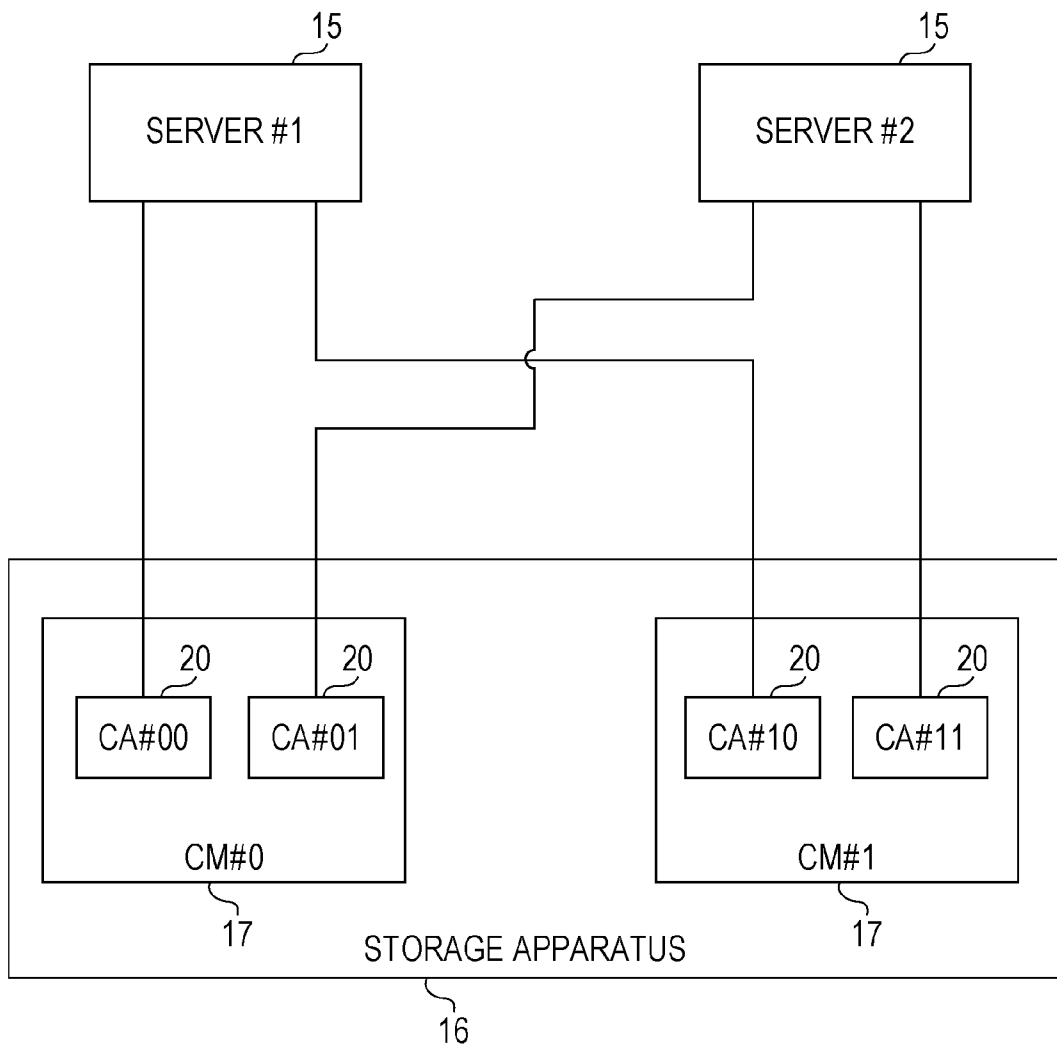 15
15
SERVER #1
SERVER #2
20
20
20
20
CA#00
CA#01
CA#10
CA#11
CM#0
CM#1
17
17
STORAGE APPARATUS
16